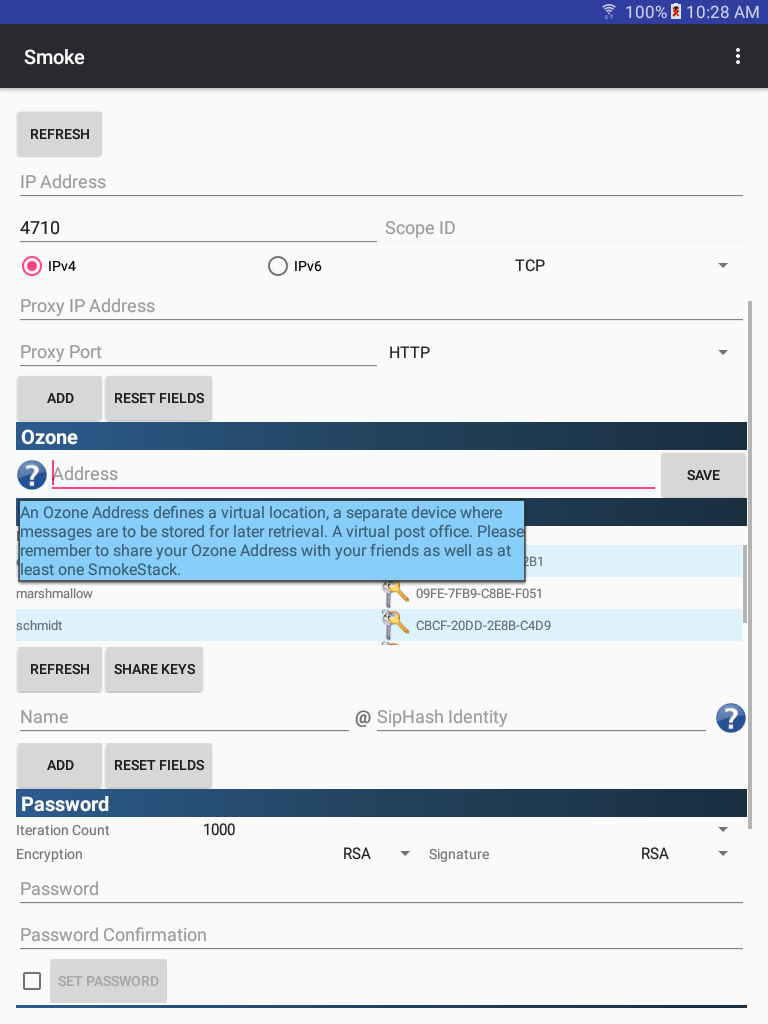 100% 10:28 AM
Smoke
REFRESH
IP Address
4710 Scope ID
IPv4 IPv6 TCP
Proxy IP Address
Proxy Port HTTP
ADD RESET FIELDS
Ozone
? Address SAVE
An Ozone Address defines a virtual location, a separate device where
messages are to be stored for later retrieval. A virtual post office. Please
remember to share your Ozone Address with your friends as well as at
least one SmokeStack.
2B1
marshmallow 09FE-7FB9-C8BE-F051
schmidt CBCF-20DD-2E8B-C4D9
REFRESH SHARE KEYS
Name @ SipHash Identity ?
ADD RESET FIELDS
Password
Iteration Count 1000
Encryption RSA Signature RSA
Password
Password Confirmation
SET PASSWORD